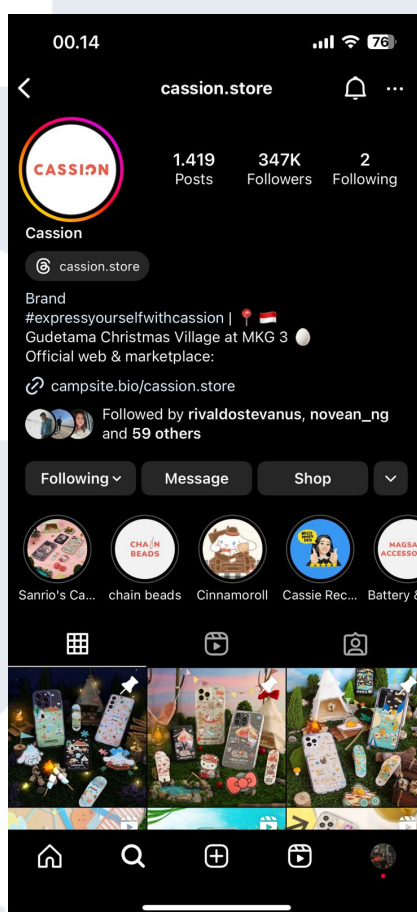 00.14
76
cassion.store
CASSION
1.419
347K
2
Posts
Followers
Following
Cassion
cassion.store
Brand
#expressyourselfwithcassion | 📍 🇮🇩
Gudetama Christmas Village at MKG 3 🥚
Official web & marketplace:
campsite.bio/cassion.store
Followed by rivaldostevanus, novean_ng
and 59 others
Following
Message
Shop
CHAIN
BEADS
MAGSA
ACCESSO
Sanrio's Ca...
chain beads
Cinnamoroll
Cassie Rec...
Battery &